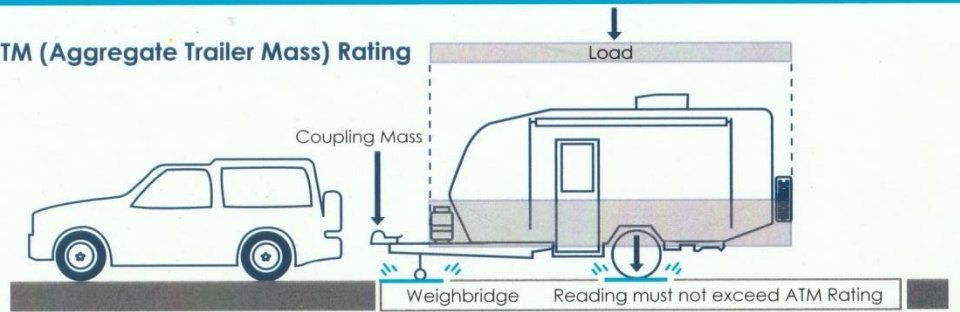 TM (Aggregate Trailer Mass) Rating
Load
Coupling Mass
Weighbridge
Reading must not exceed ATM Rating